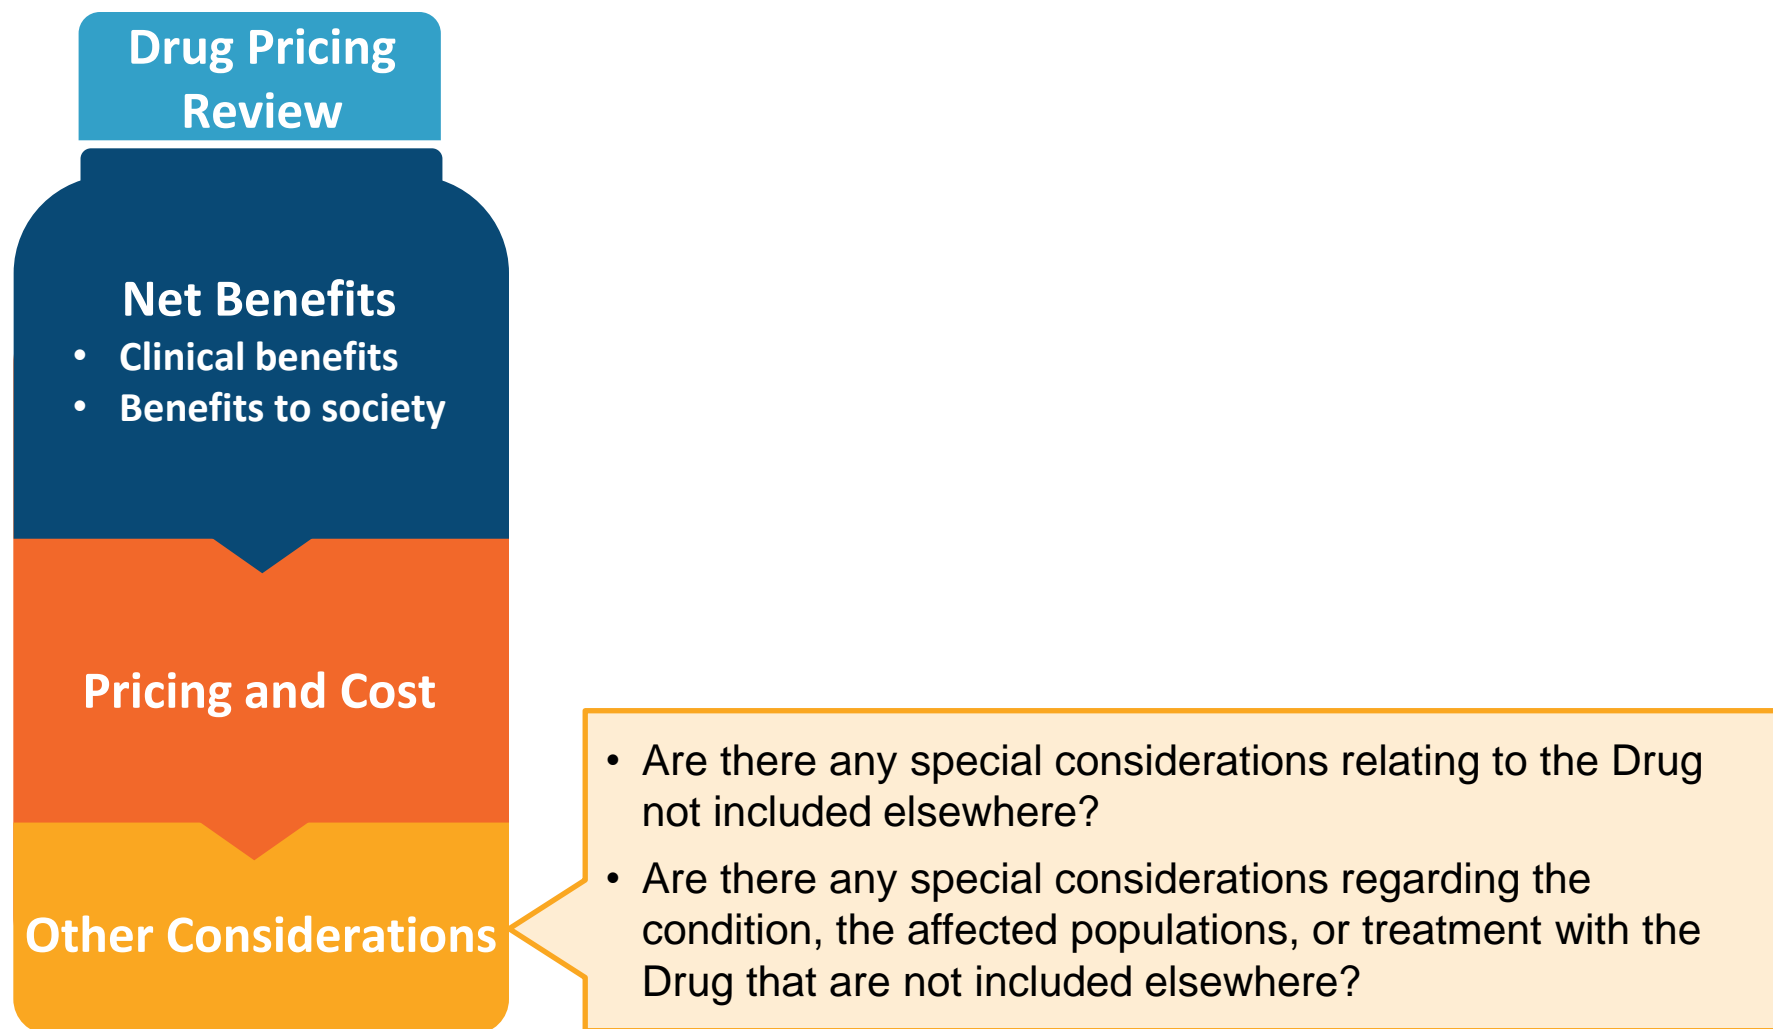 Drug Pricing
Review
Net Benefits
• Clinical benefits
• Benefits to society
Pricing and Cost
Other Considerations
• Are there any special considerations relating to the Drug
not included elsewhere?
• Are there any special considerations regarding the
condition, the affected populations, or treatment with the
Drug that are not included elsewhere?